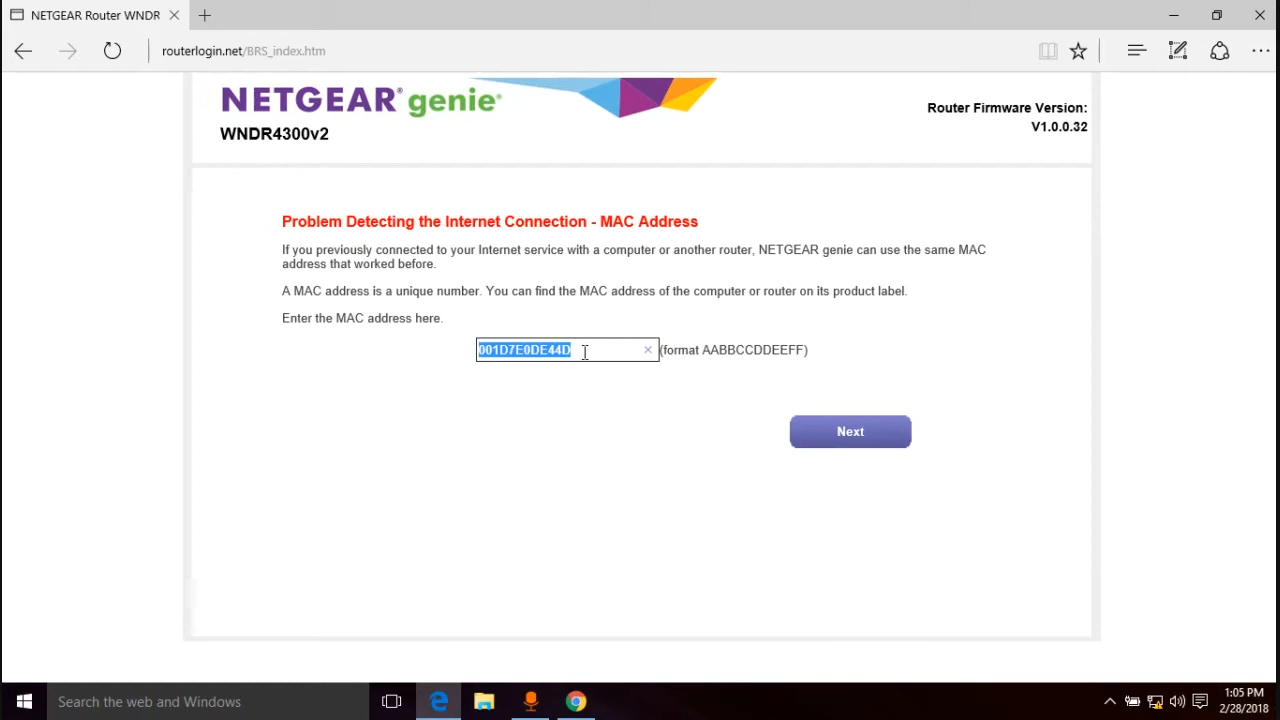 NETGEAR Router WNDR
routerlogin.net/BRS_index.htm
NETGEAR® genie®
WNDR4300v2
Router Firmware Version:
V1.0.0.32
Problem Detecting the Internet Connection - MAC Address
If you previously connected to your Internet service with a computer or another router, NETGEAR genie can use the same MAC
address that worked before.
A MAC address is a unique number. You can find the MAC address of the computer or router on its product label.
Enter the MAC address here.
001D7E0DE44D (format AABBCCDDEEFF)
Next
Search the web and Windows
1:05 PM
2/28/2018